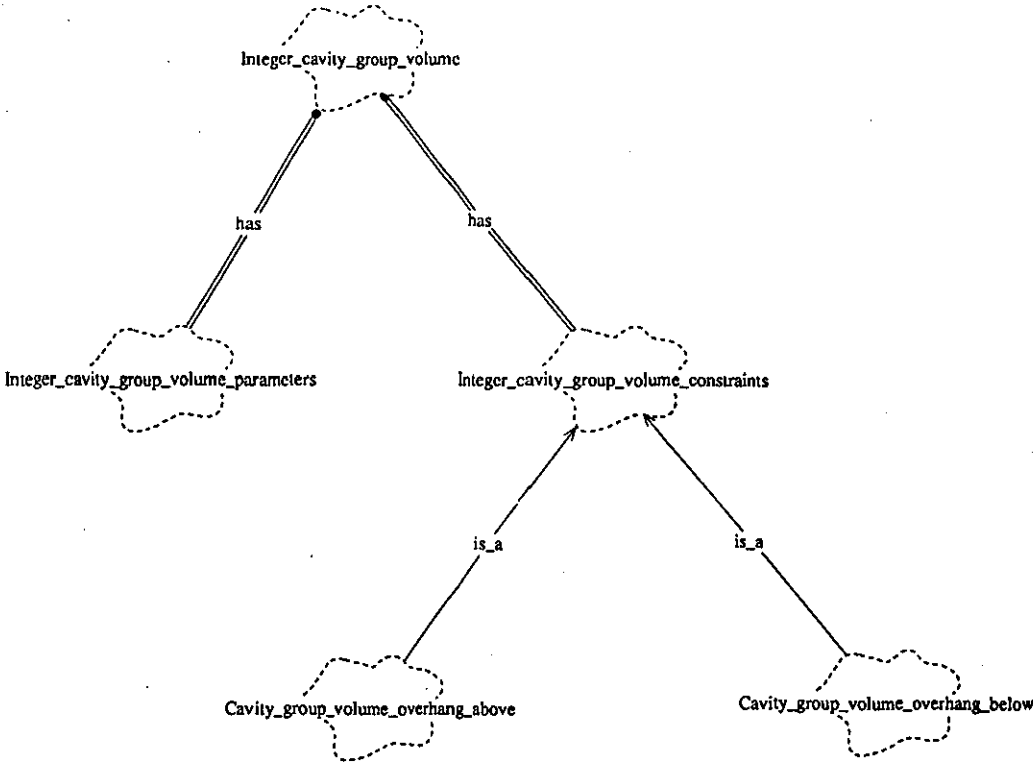 Integer_cavity_group_volume
has
has
Integer_cavity_group_volume_parameters
Integer_cavity_group_volume_constraints
is_a
is_a
Cavity_group_volume_overhang_above
Cavity_group_volume_overhang_below